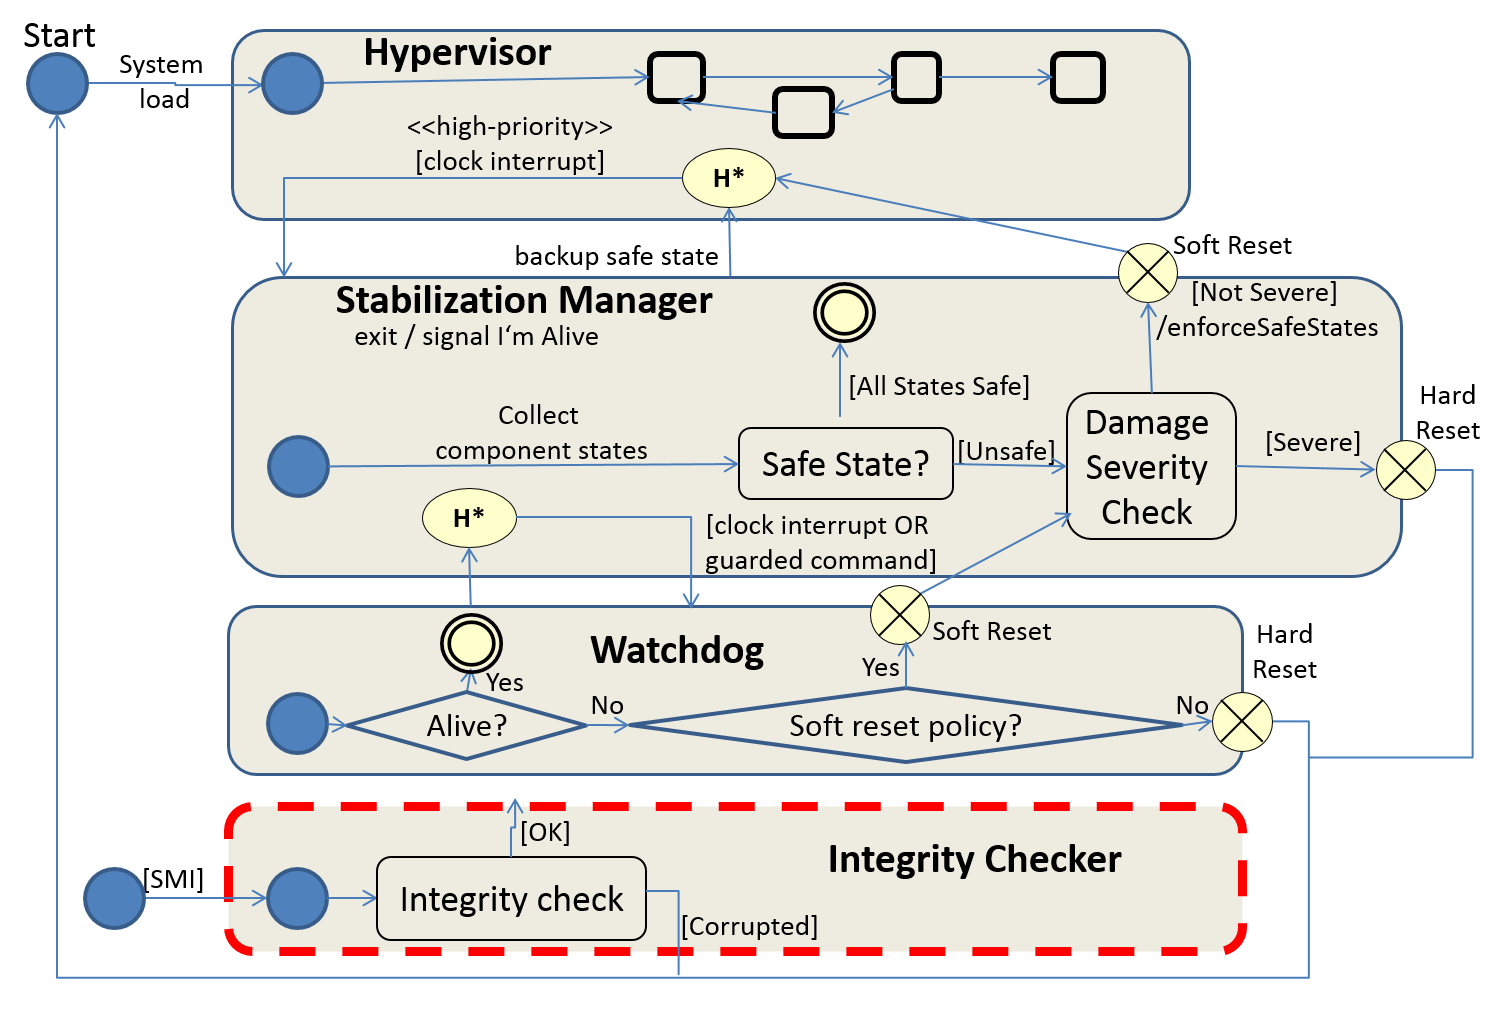 Start
System
load
Hypervisor
<<high-priority>>
[clock interrupt]
H*
backup safe state
Soft Reset
[Not Severe]
/enforceSafeStates
Stabilization Manager
exit / signal I‘m Alive
[All States Safe]
Collect
component states
Safe State?
[Unsafe]
Damage
Severity
Check
[Severe]
Hard
Reset
H*
[clock interrupt OR
guarded command]
Watchdog
Soft Reset
Hard
Reset
Yes
Alive?
No
Yes
Soft reset policy?
No
[OK]
Integrity Checker
[SMI]
Integrity check
[Corrupted]